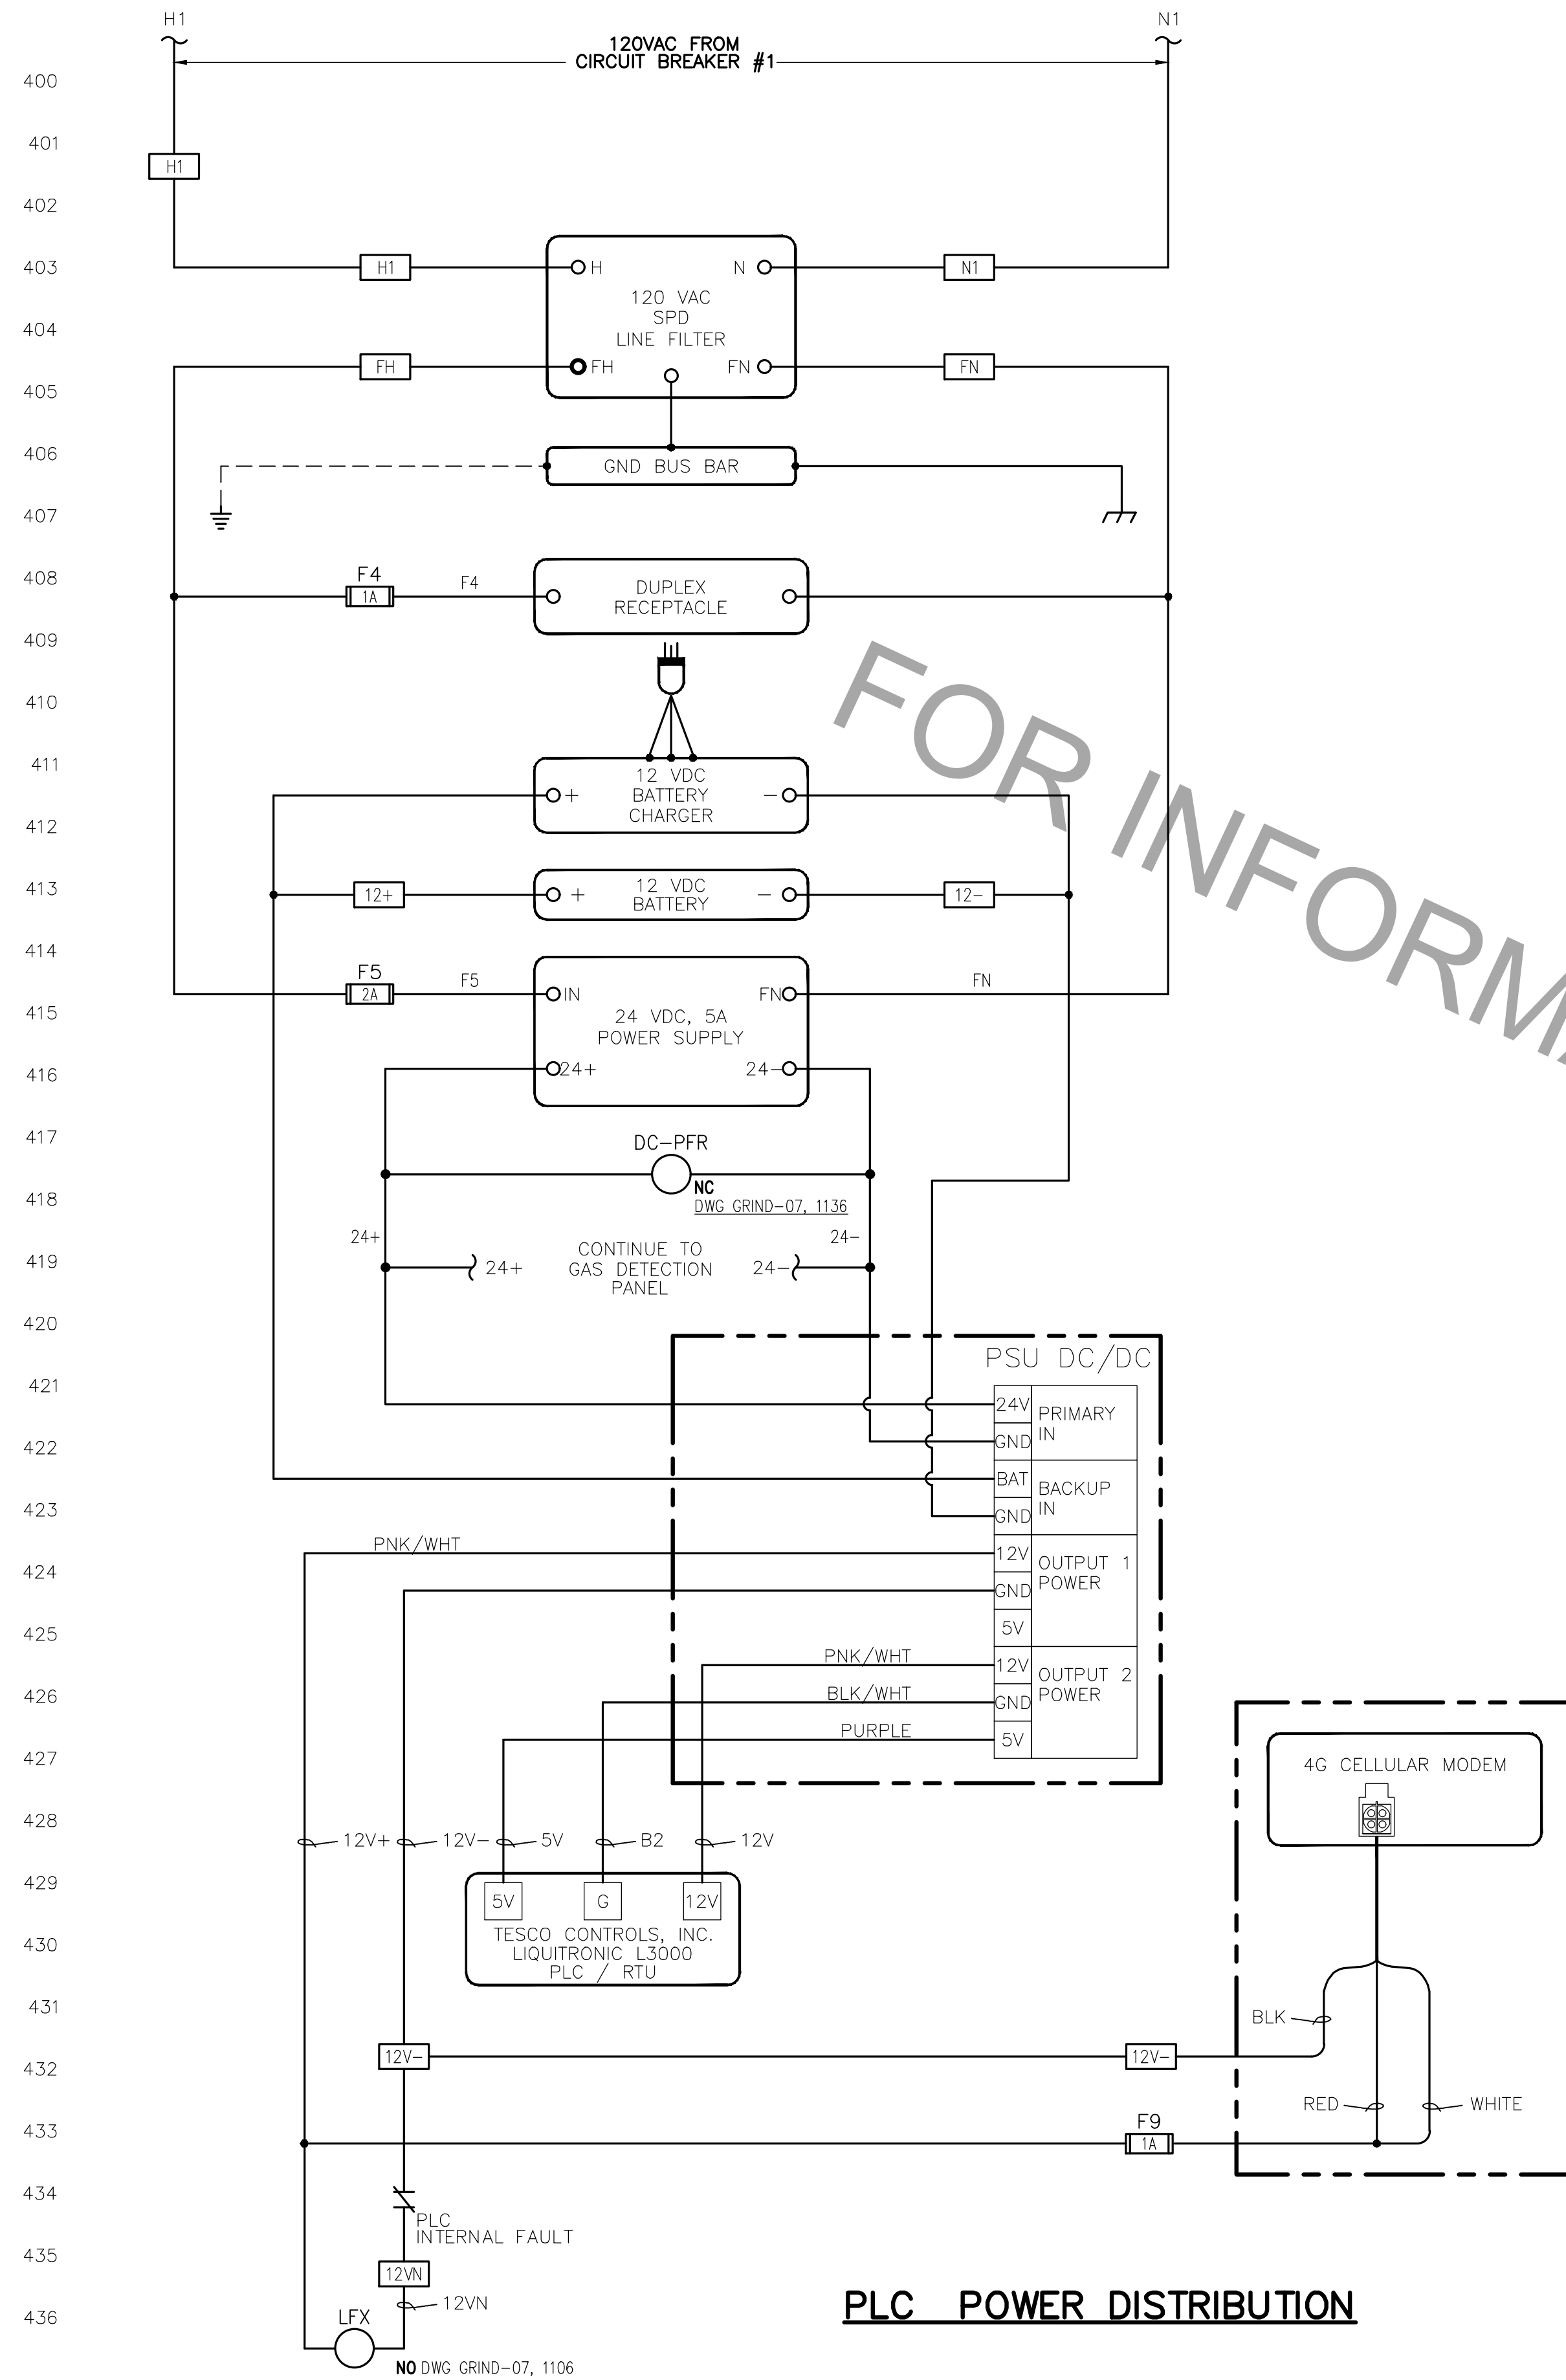 H1
N1
120VAC FROM
CIRCUIT BREAKER #1
400
401
H1
402
403
H1
H
N
N1
120 VAC
SPD
LINE FILTER
404
FH
FH
FN
FN
405
406
GND BUS BAR
407
408
F4
1A
F4
DUPLEX
RECEPTACLE
409
410
411
12 VDC
BATTERY
CHARGER
+
−
412
413
12+
+
12 VDC
BATTERY
−
12−
414
F5
2A
F5
IN
FN
FN
415
24 VDC, 5A
POWER SUPPLY
416
24+
24−
417
DC−PFR
NC
418
DWG GRIND−07, 1136
24+
24−
419
24+
CONTINUE TO
GAS DETECTION
PANEL
24−
420
PSU DC/DC
421
24V
PRIMARY
IN
422
GND
BAT
BACKUP
IN
423
GND
PNK/WHT
12V
OUTPUT 1
POWER
424
GND
425
5V
PNK/WHT
12V
OUTPUT 2
POWER
426
BLK/WHT
GND
PURPLE
5V
427
4G CELLULAR MODEM
428
12V+
12V−
5V
B2
12V
429
5V
G
12V
430
TESCO CONTROLS, INC.
LIQUITRONIC L3000
PLC / RTU
431
BLK
12V−
12V−
432
RED
WHITE
433
F9
1A
434
PLC
INTERNAL FAULT
435
12VN
12VN
436
LFX
NO DWG GRIND−07, 1106
PLC POWER DISTRIBUTION
FOR INFORM